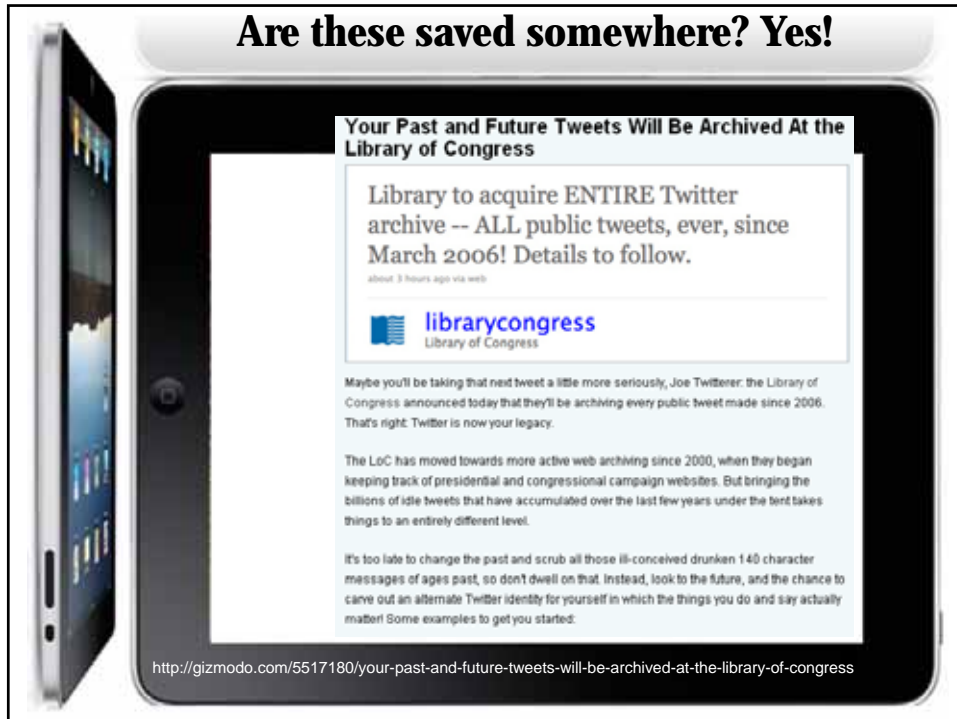 Are these saved somewhere? Yes!
Your Past and Future Tweets Will Be Archived At the
Library of Congress
Library to acquire ENTIRE Twitter
archive -- ALL public tweets, ever, since
March 2006! Details to follow.
about 3 hours ago via web
librarycongress
Library of Congress
Maybe you'll be taking that next tweet a little more seriously, Joe Twitterer: the Library of
Congress announced today that they'll be archiving every public tweet made since 2006.
That's right: Twitter is now your legacy.
The LoC has moved towards more active web archiving since 2000, when they began
keeping track of presidential and congressional campaign websites. But bringing the
billions of idle tweets that have accumulated over the last few years under the tent takes
things to an entirely different level.
It's too late to change the past and scrub all those ill-conceived drunken 140 character
messages of ages past, so don't dwell on that. Instead, look to the future, and the chance to
carve out an alternate Twitter identity for yourself in which the things you do and say actually
matter! Some examples to get you started:
http://gizmodo.com/5517180/your-past-and-future-tweets-will-be-archived-at-the-library-of-congress